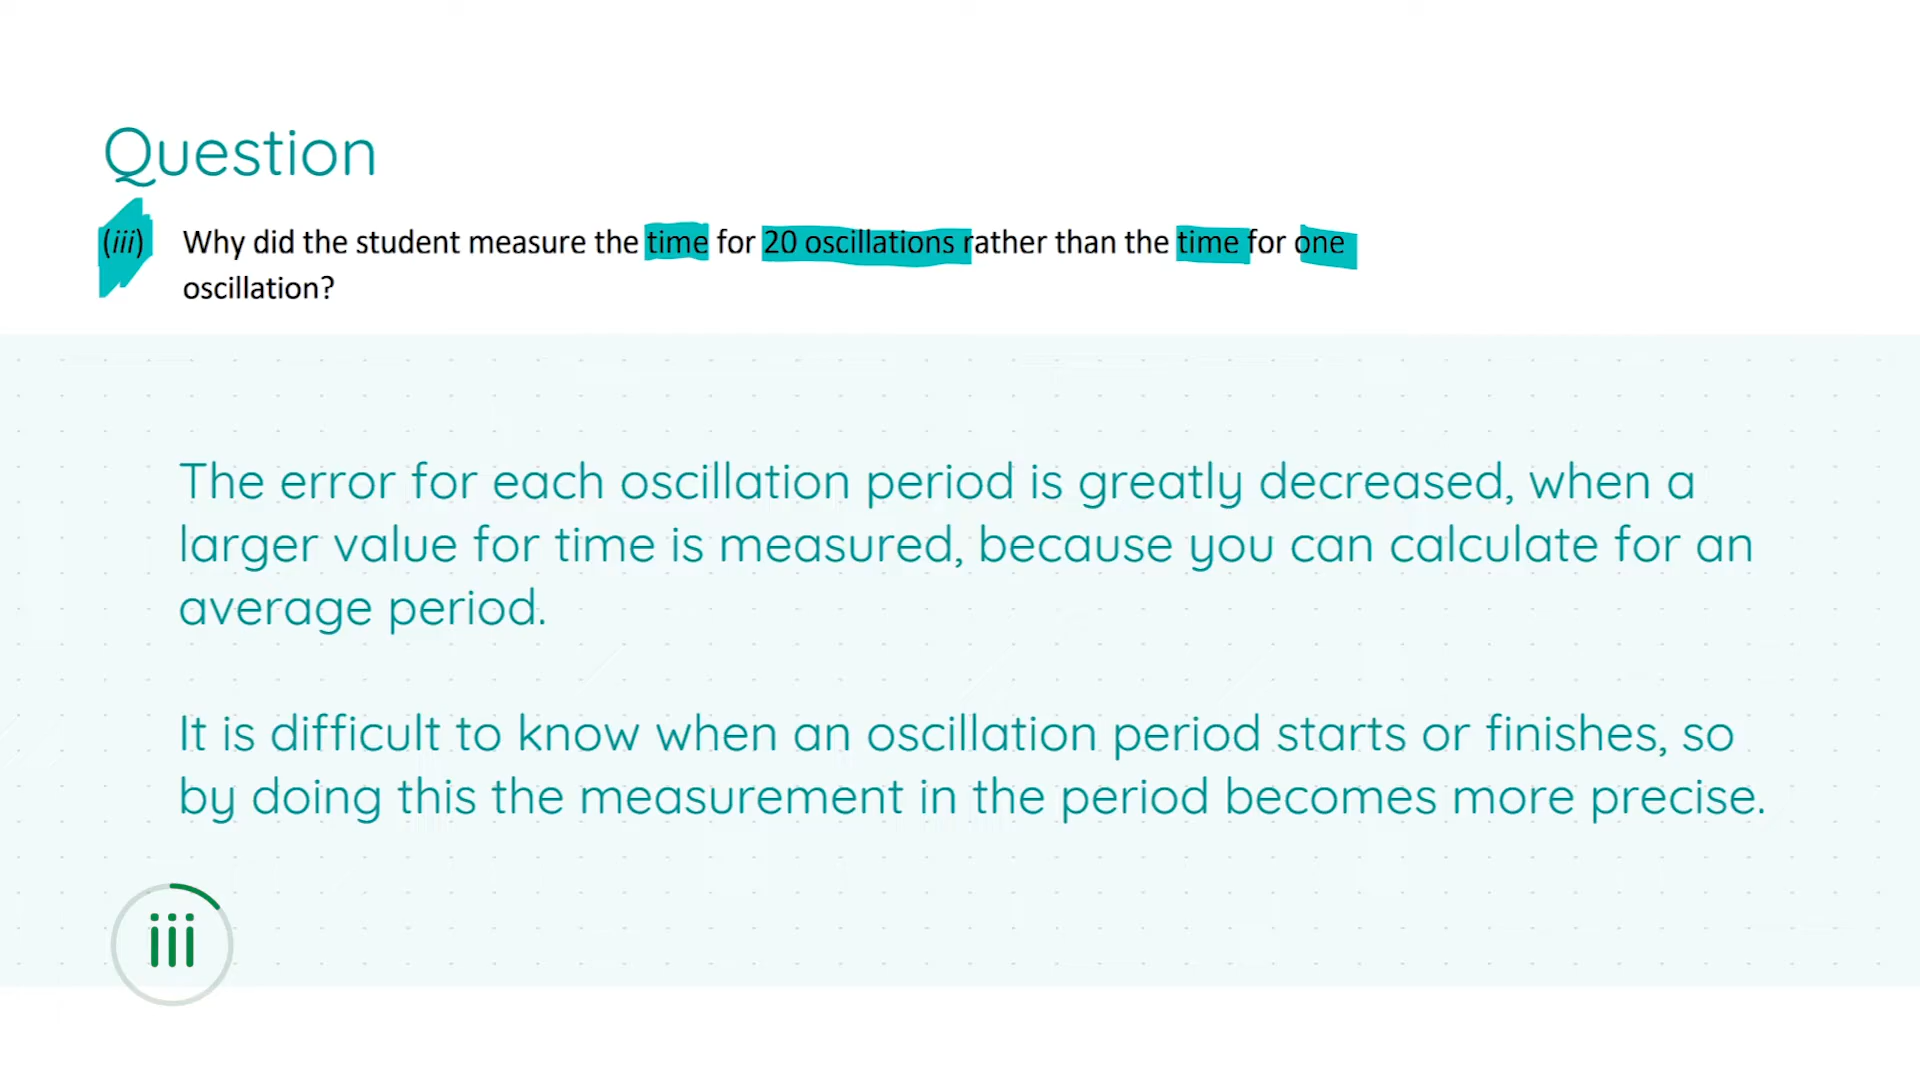 Question
(iii) Why did the student measure the time for 20 oscillations rather than the time for one
oscillation?
The error for each oscillation period is greatly decreased, when a
larger value for time is measured, because you can calculate for an
average period.
It is difficult to know when an oscillation period starts or finishes, so
by doing this the measurement in the period becomes more precise.
iii